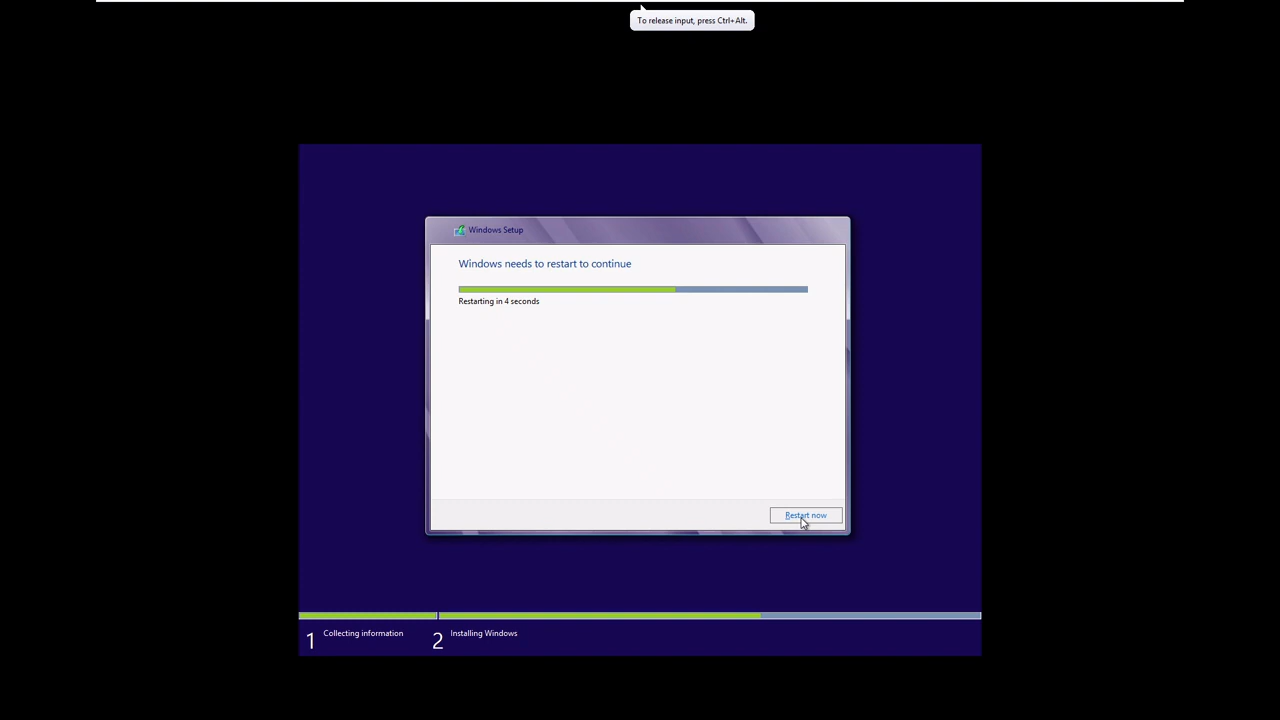 To release input, press Ctrl+Alt.
Windows Setup
Windows needs to restart to continue
Restarting in 4 seconds
Restart now
1 Collecting information 2 Installing Windows